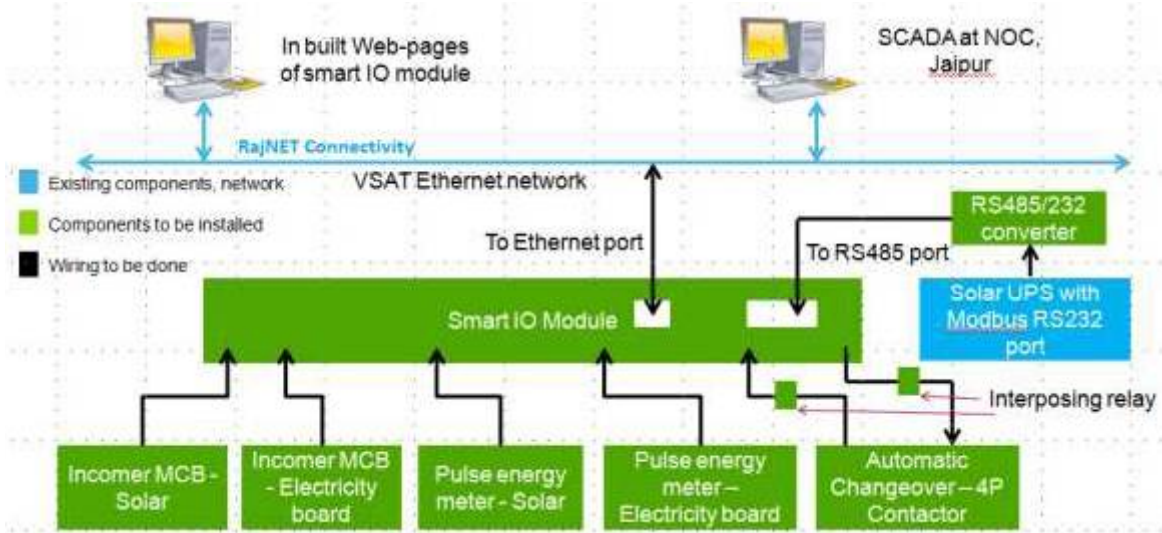 In built Web-pages
of smart IO module
SCADA at NOC,
Jaipur
RajNET Connectivity
VSAT Ethernet network
Existing components, network
Components to be installed
Wiring to be done
To Ethernet port
To RS485 port
RS485/232
converter
Solar UPS with
Modbus RS232
port
Smart IO Module
Interposing relay
Incomer MCB -
Solar
Incomer MCB
- Electricity
board
Pulse energy
meter - Solar
Pulse energy
meter –
Electricity board
Automatic
Changeover – 4P
Contactor